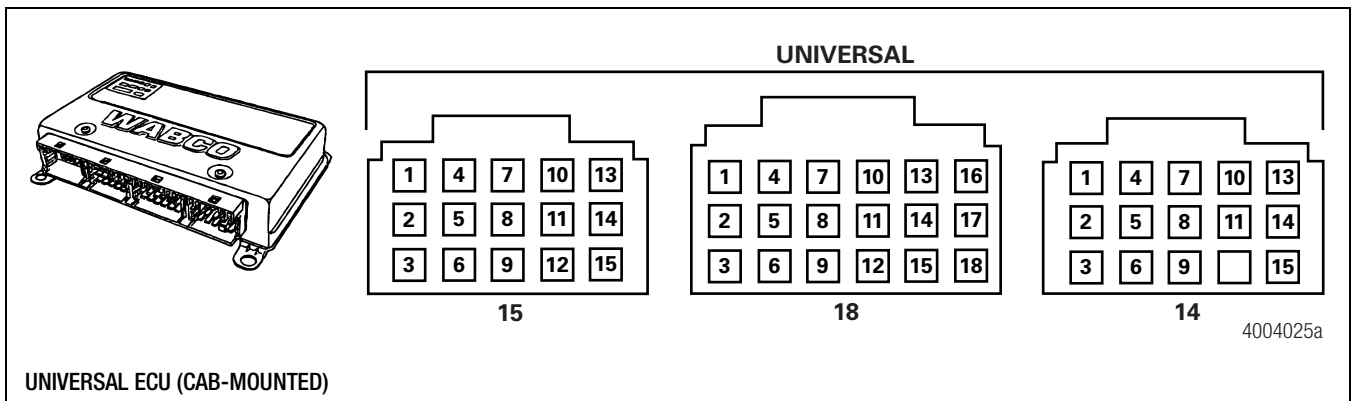 UNIVERSAL
WABCO
1 4 7 10 13
2 5 8 11 14
3 6 9 12 15
15
1 4 7 10 13 16
2 5 8 11 14 17
3 6 9 12 15 18
18
1 4 7 10 13
2 5 8 11 14
3 6 9 15
14
4004025a
UNIVERSAL ECU (CAB-MOUNTED)